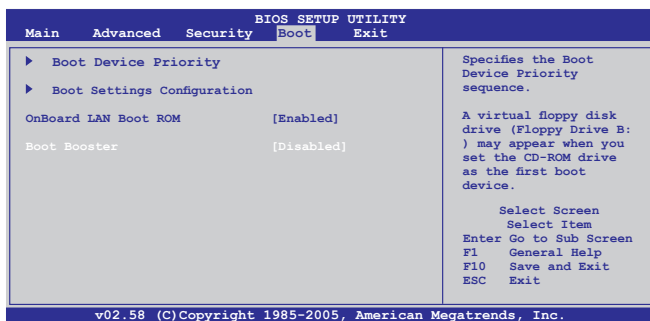 BIOS SETUP UTILITY
Main Advanced Security Boot Exit
Boot Device Priority
Boot Settings Configuration
OnBoard LAN Boot ROM [Enabled]
Boot Booster [Disabled]
Specifies the Boot
Device Priority
sequence.
A virtual floppy disk
drive (Floppy Drive B:
) may appear when you
set the CD-ROM drive
as the first boot
device.
Select Screen
Select Item
Enter Go to Sub Screen
F1 General Help
F10 Save and Exit
ESC Exit
v02.58 (C)Copyright 1985-2005, American Megatrends, Inc.